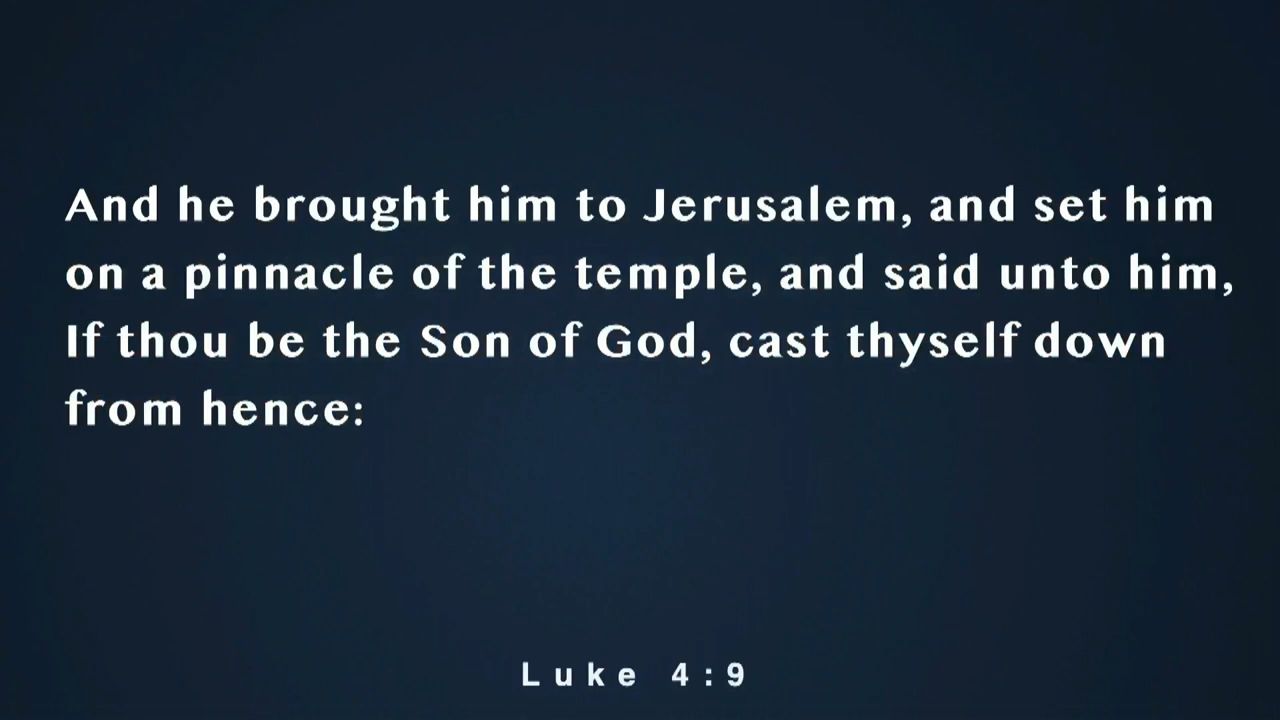 And he brought him to Jerusalem, and set him
on a pinnacle of the temple, and said unto him,
If thou be the Son of God, cast thyself down
from hence:
Luke 4:9